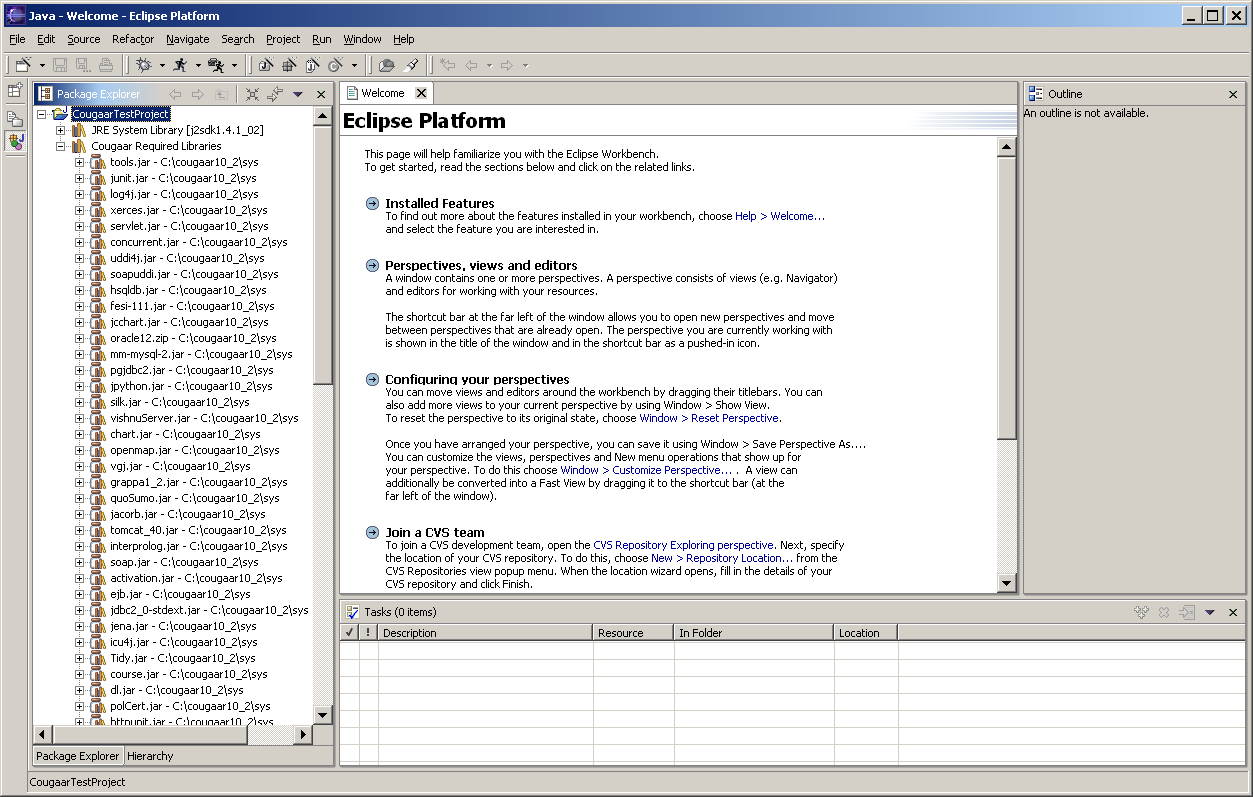 Java - Welcome - Eclipse Platform
File Edit Source Refactor Navigate Search Project Run Window Help
Package Explorer
CougaarTestProject
JRE System Library [j2sdk1.4.1_02]
Cougaar Required Libraries
tools.jar - C:\cougaar10_2\sys
junit.jar - C:\cougaar10_2\sys
log4j.jar - C:\cougaar10_2\sys
xerces.jar - C:\cougaar10_2\sys
servlet.jar - C:\cougaar10_2\sys
concurrent.jar - C:\cougaar10_2\sys
uddi4j.jar - C:\cougaar10_2\sys
soapuddi.jar - C:\cougaar10_2\sys
hsqldb.jar - C:\cougaar10_2\sys
fesi-111.jar - C:\cougaar10_2\sys
jcchart.jar - C:\cougaar10_2\sys
oracle12.zip - C:\cougaar10_2\sys
mm-mysql-2.jar - C:\cougaar10_2\sys
pgjdbc2.jar - C:\cougaar10_2\sys
jpython.jar - C:\cougaar10_2\sys
silk.jar - C:\cougaar10_2\sys
vishnuServer.jar - C:\cougaar10_2\sys
chart.jar - C:\cougaar10_2\sys
openmap.jar - C:\cougaar10_2\sys
vgj.jar - C:\cougaar10_2\sys
grappa1_2.jar - C:\cougaar10_2\sys
quoSumo.jar - C:\cougaar10_2\sys
jacorb.jar - C:\cougaar10_2\sys
tomcat_40.jar - C:\cougaar10_2\sys
interprolog.jar - C:\cougaar10_2\sys
soap.jar - C:\cougaar10_2\sys
activation.jar - C:\cougaar10_2\sys
ejb.jar - C:\cougaar10_2\sys
jdbc2_0-stdext.jar - C:\cougaar10_2\sys
jena.jar - C:\cougaar10_2\sys
icu4j.jar - C:\cougaar10_2\sys
Tidy.jar - C:\cougaar10_2\sys
course.jar - C:\cougaar10_2\sys
dl.jar - C:\cougaar10_2\sys
polCert.jar - C:\cougaar10_2\sys
httpunit.jar - C:\cougaar10_2\sys
Package Explorer Hierarchy
Welcome
Eclipse Platform
This page will help familiarize you with the Eclipse Workbench.
To get started, read the sections below and click on the related links.
Installed Features
To find out more about the features installed in your workbench, choose Help > Welcome...
and select the feature you are interested in.
Perspectives, views and editors
A window contains one or more perspectives. A perspective consists of views (e.g. Navigator)
and editors for working with your resources.
The shortcut bar at the far left of the window allows you to open new perspectives and move
between perspectives that are already open. The perspective you are currently working with
is shown in the title of the window and in the shortcut bar as a pushed-in icon.
Configuring your perspectives
You can move views and editors around the workbench by dragging their titlebars. You can
also add more views to your current perspective by using Window > Show View.
To reset the perspective to its original state, choose Window > Reset Perspective.
Once you have arranged your perspective, you can save it using Window > Save Perspective As....
You can customize the views, perspectives and New menu operations that show up for
your perspective. To do this choose Window > Customize Perspective... . A view can
additionally be converted into a Fast View by dragging it to the shortcut bar (at the
far left of the window).
Join a CVS team
To join a CVS development team, open the CVS Repository Exploring perspective. Next, specify
the location of your CVS repository. To do this, choose New > Repository Location... from the
CVS Repositories view popup menu. When the location wizard opens, fill in the details of your
CVS repository and click Finish.
Outline
An outline is not available.
Tasks (0 items)
! Description Resource In Folder Location
CougaarTestProject